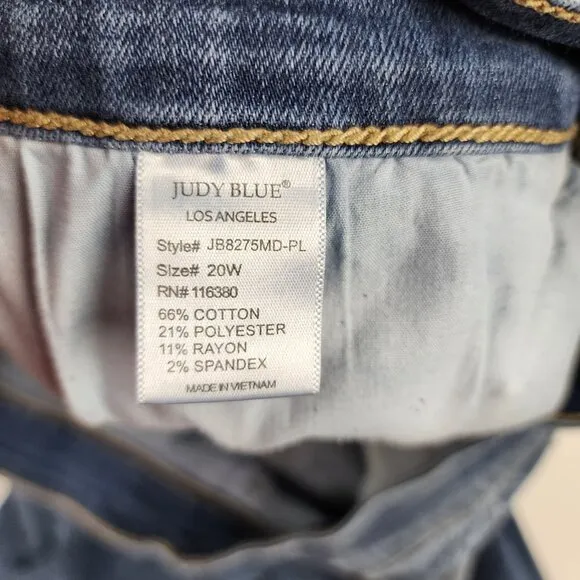 JUDY BLUE®
LOS ANGELES
Style# JB8275MD-PL
Size# 20W
RN# 116380
66% COTTON
21% POLYESTER
11% RAYON
2% SPANDEX
MADE IN VIETNAM